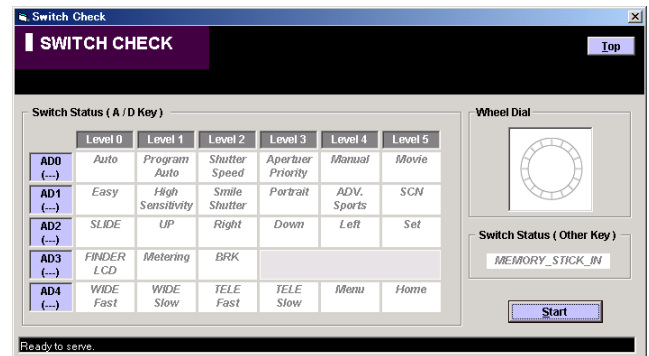 Switch Check
SWITCH CHECK
Top
Switch Status ( A / D Key )
Level 0 Level 1 Level 2 Level 3 Level 4 Level 5
AD0 (---) Auto Program Auto Shutter Speed Apertuer Priority Manual Movie
AD1 (---) Easy High Sensitivity Smile Shutter Portrait ADV. Sports SCN
AD2 (---) SLIDE UP Right Down Left Set
AD3 (---) FINDER LCD Metering BRK
AD4 (---) WIDE Fast WIDE Slow TELE Fast TELE Slow Menu Home
Wheel Dial
Switch Status ( Other Key )
MEMORY_STICK_IN
Start
Ready to serve.